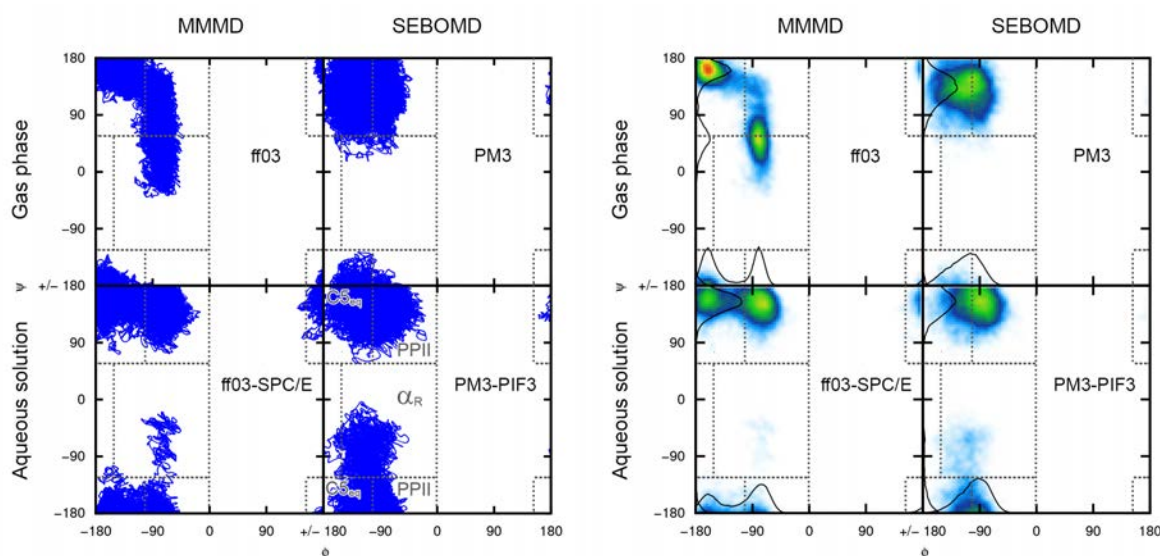 MMMD SEBOMD
Gas phase
180
90
0
−90
ff03
PM3
ψ +/−
Aqueous solution
90
0
−90
−180
C5eq
PPII
ff03-SPC/E
PM3-PIF3
αR
C5eq
PPII
−180 −90 0 90 +/− 180 −90 0 90 180
φ
MMMD SEBOMD
Gas phase
180
90
0
−90
ff03
PM3
ψ +/−
Aqueous solution
90
0
−90
−180
ff03-SPC/E
PM3-PIF3
−180 −90 0 90 +/− 180 −90 0 90 180
φ